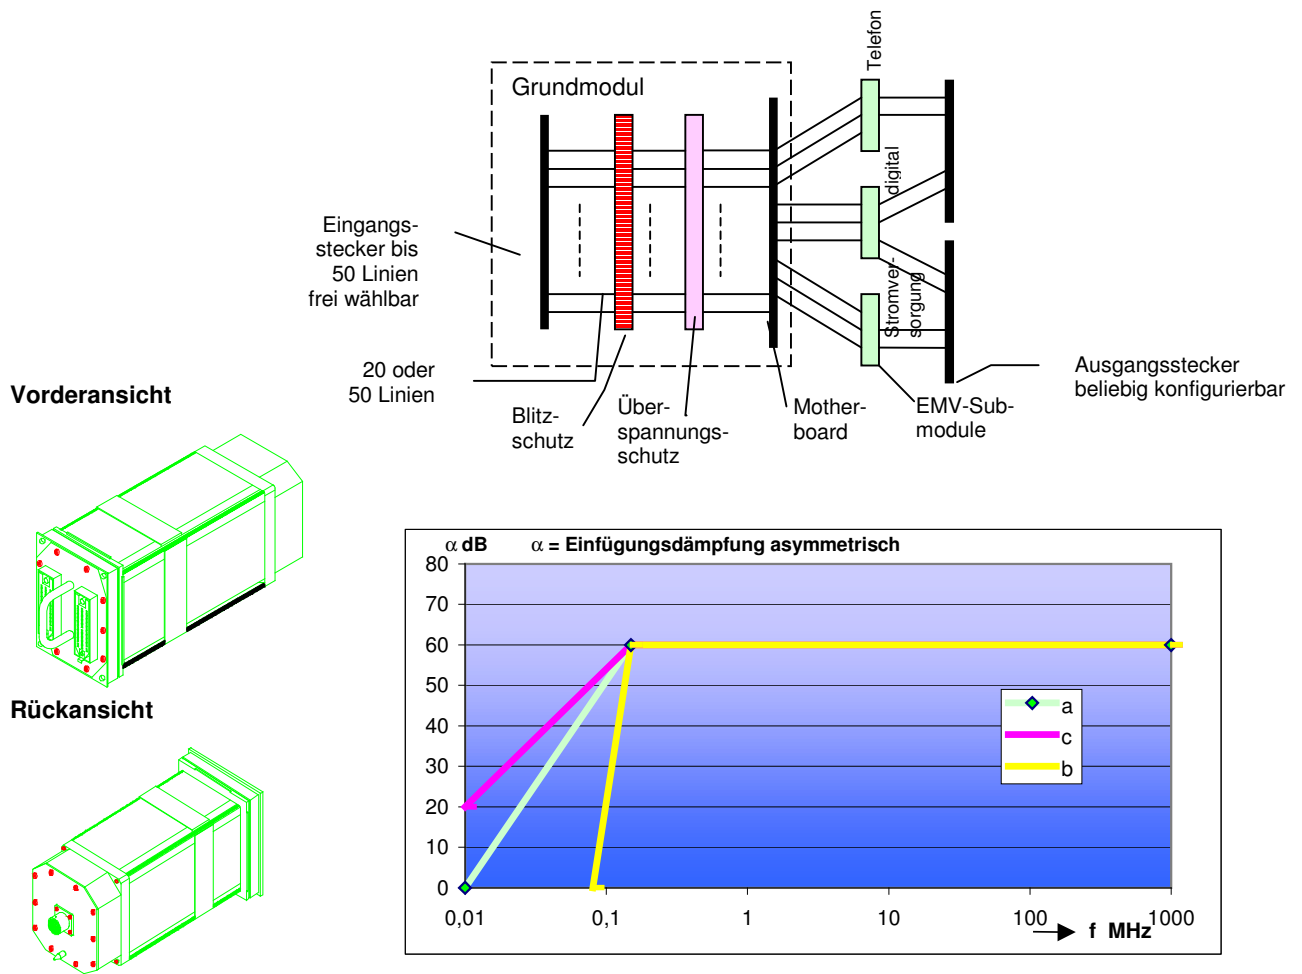 Telefon
Grundmodul
digital
Eingangs-
stecker bis
50 Linien
frei wählbar
Stromver-
sorgung
20 oder
50 Linien
Blitz-
schutz
Über-
spannungs-
schutz
Mother-
board
EMV-Sub-
module
Ausgangsstecker
beliebig konfigurierbar
Vorderansicht
Rückansicht
α dB α = Einfügungsdämpfung asymmetrisch
80
70
60
50
40
30
20
10
0
0,01 0,1 1 10 100 1000
f MHz
a
c
b